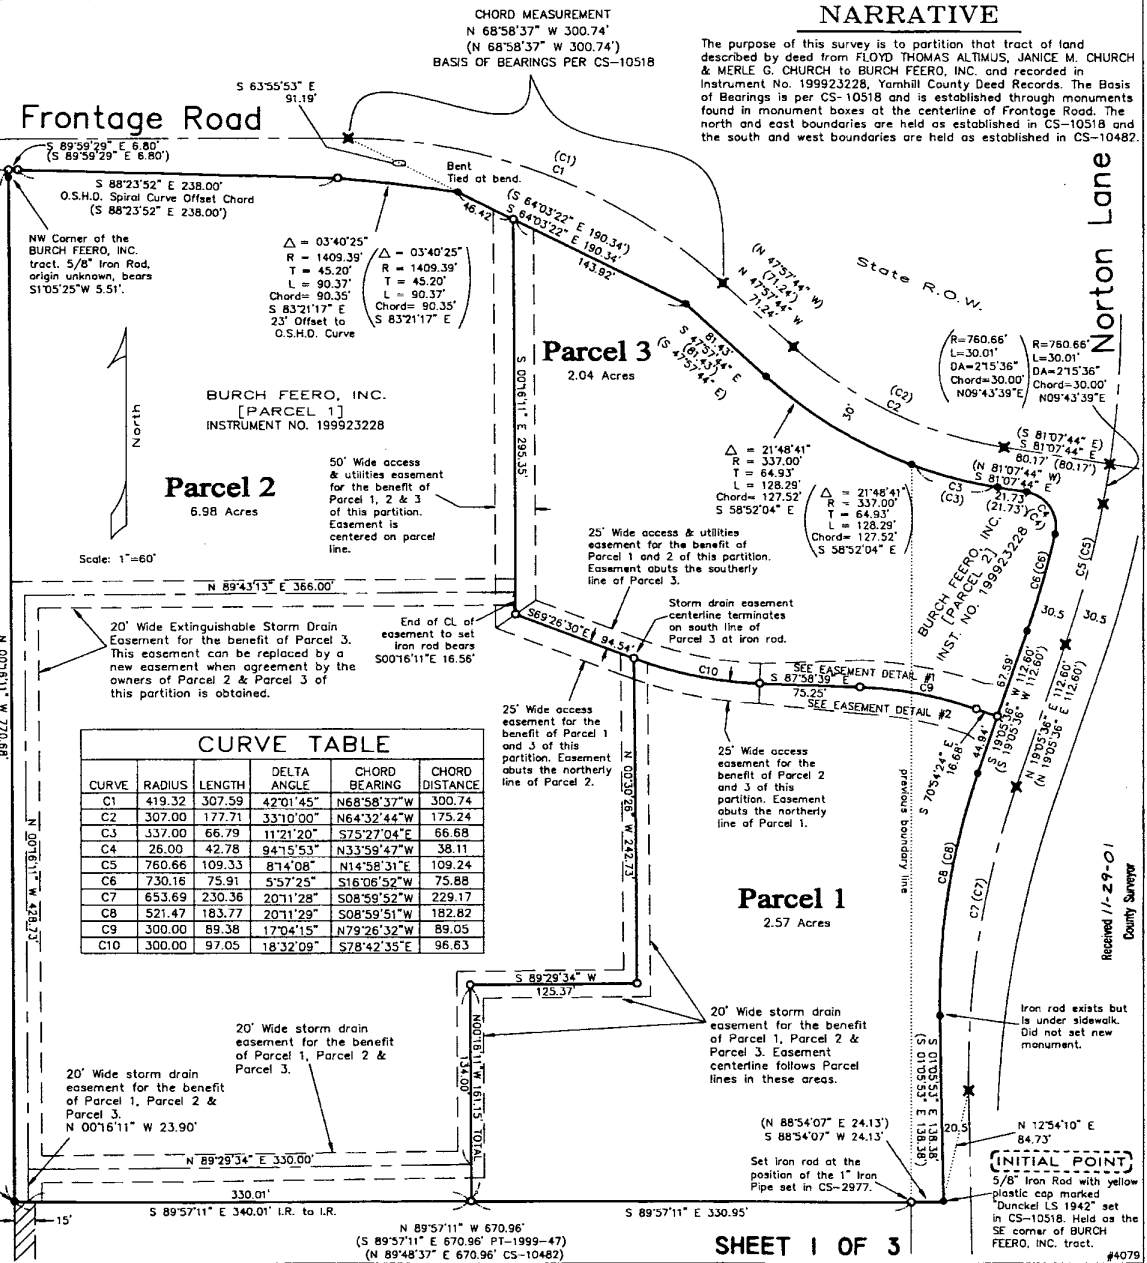 CHORD MEASUREMENT
N 68°58'37" W 300.74'
(N 68°58'37" W 300.74')
BASIS OF BEARINGS PER CS-10518
NARRATIVE
The purpose of this survey is to partition that tract of land
described by deed from FLOYD THOMAS ALTIMUS, JANICE M. CHURCH
& MERLE G. CHURCH to BURCH FEERO, INC. and recorded in
Instrument No. 199923228, Yamhill County Deed Records. The Basis
of Bearings is per CS-10518 and is established through monuments
found in monument boxes at the centerline of Frontage Road. The
north and east boundaries are held as established in CS-10518 and
the south and west boundaries are held as established in CS-10482.
S 63°55'53" E
91.19'
Frontage Road
S 89°59'29" E 6.80'
(S 89°59'29" E 6.80')
S 88°23'52" E 238.00'
O.S.H.D. Spiral Curve Offset Chord
(S 88°23'52" E 238.00')
Bent
Tied at bend.
(C1)
C1
46.42'
(S 64°03'22" E 190.34')
S 64°03'22" E 190.34'
143.92'
(N 47°57'44" W)
(71.24')
N 47°57'44" W
71.24'
State R.O.W.
Norton Lane
NW Corner of the
BURCH FEERO, INC.
tract. 5/8" Iron Rod,
origin unknown, bears
S1°05'25"W 5.51'.
Δ = 03°40'25"
R = 1409.39'
T = 45.20'
L = 90.37'
Chord= 90.35'
S 83°21'17" E
23' Offset to
O.S.H.D. Curve
Δ = 03°40'25"
R = 1409.39'
T = 45.20'
L = 90.37'
Chord= 90.35'
S 83°21'17" E
81.43'
S 47°57'44" E
(81.43')
(S 47°57'44" E)
Parcel 3
2.04 Acres
R=760.66'
L=30.01'
DA=2°15'36"
Chord=30.00'
N09°43'39"E
R=760.66'
L=30.01'
DA=2°15'36"
Chord=30.00'
N09°43'39"E
(C2)
C2
30'
North
BURCH FEERO, INC.
[PARCEL 1]
INSTRUMENT NO. 199923228
S 00°16'11" E 295.35'
(S 81°07'44" E)
S 81°07'44" E
80.17' (80.17')
(N 81°07'44" W)
S 81°07'44" E
21.73'
(21.73')
C3
(C3)
C4
(C4)
Parcel 2
6.98 Acres
50' Wide access
& utilities easement
for the benefit of
Parcel 1, 2 & 3
of this partition.
Easement is
centered on parcel
line.
Δ = 21°48'41"
R = 337.00'
T = 64.93'
L = 128.29'
Chord= 127.52'
S 58°52'04" E
Δ = 21°48'41"
R = 337.00'
T = 64.93'
L = 128.29'
Chord= 127.52'
S 58°52'04" E
Scale: 1"=60'
25' Wide access & utilities
easement for the benefit of
Parcel 1 and 2 of this partition.
Easement abuts the southerly
line of Parcel 3.
BURCH FEERO, INC.
[PARCEL 2]
INST. NO. 199923228
C6 (C6)
C5 (C5)
30.5
30.5
N 89°43'13" E 366.00'
20' Wide Extinguishable Storm Drain
Easement for the benefit of Parcel 3.
This easement can be replaced by a
new easement when agreement by the
owners of Parcel 2 & Parcel 3 of
this partition is obtained.
End of CL of
easement to set
Iron rod bears
S00°16'11"E 16.56'
S69°26'30"E
94.54'
Storm drain easement
centerline terminates
on south line of
Parcel 3 at iron rod.
C10
SEE EASEMENT DETAIL #1
S 87°58'39" E
75.25'
C9
SEE EASEMENT DETAIL #2
67.59'
S 19°05'36" W 112.60'
(S 19°05'36" W 112.60')
N 19°05'36" E 112.60'
(N 19°05'36" E 112.60')
44.94'
S 70°54'24" E
16.68'
N 00°16'11" W 770.68'
CURVE TABLE
CURVE RADIUS LENGTH DELTA ANGLE CHORD BEARING CHORD DISTANCE
C1 419.32 307.59 42°01'45" N68°58'37"W 300.74
C2 307.00 177.71 33°10'00" N64°32'44"W 175.24
C3 337.00 66.79 11°21'20" S75°27'04"E 66.68
C4 26.00 42.78 94°15'53" N33°59'47"W 38.11
C5 760.66 109.33 8°14'08" N14°58'31"E 109.24
C6 730.16 75.91 5°57'25" S16°06'52"W 75.88
C7 653.69 230.36 20°11'28" S08°59'52"W 229.17
C8 521.47 183.77 20°11'29" S08°59'51"W 182.82
C9 300.00 89.38 17°04'15" N79°26'32"W 89.05
C10 300.00 97.05 18°32'09" S78°42'35"E 96.63
25' Wide access
easement for the
benefit of Parcel 1
and 3 of this
partition. Easement
abuts the northerly
line of Parcel 2.
N 00°30'26" W 242.73'
25' Wide access
easement for the
benefit of Parcel 2
and 3 of this
partition. Easement
abuts the northerly
line of Parcel 1.
previous boundary line
N 00°16'11" W 428.73'
C8 (C8)
C7 (C7)
Received 11-29-01
County Surveyor
Parcel 1
2.57 Acres
S 89°29'34" W
125.37'
20' Wide storm drain
easement for the benefit
of Parcel 1, Parcel 2 &
Parcel 3. Easement
centerline follows Parcel
lines in these areas.
Iron rod exists but
is under sidewalk.
Did not set new
monument.
20' Wide storm drain
easement for the benefit
of Parcel 1, Parcel 2 &
Parcel 3.
20' Wide storm drain
easement for the benefit
of Parcel 1, Parcel 2 &
Parcel 3.
N 00°16'11" W 23.90'
N00°16'11" W 161.15' TOTAL
134.00'
S 01°05'53" E 138.38'
(S 01°05'53" E 138.38')
20.5'
N 12°54'10" E
84.73'
(N 88°54'07" E 24.13')
S 88°54'07" W 24.13'
Set iron rod at the
position of the 1" Iron
Pipe set in CS-2977.
INITIAL POINT
5/8" Iron Rod with yellow
plastic cap marked
"Dunckel LS 1942" set
in CS-10518. Held as the
SE corner of BURCH
FEERO, INC. tract.
N 89°29'34" E 330.00'
330.01'
15'
S 89°57'11" E 340.01' I.R. to I.R.
S 89°57'11" E 330.95'
N 89°57'11" W 670.96'
(S 89°57'11" E 670.96' PT-1999-47)
(N 89°48'37" E 670.96' CS-10482)
SHEET 1 OF 3
#4079